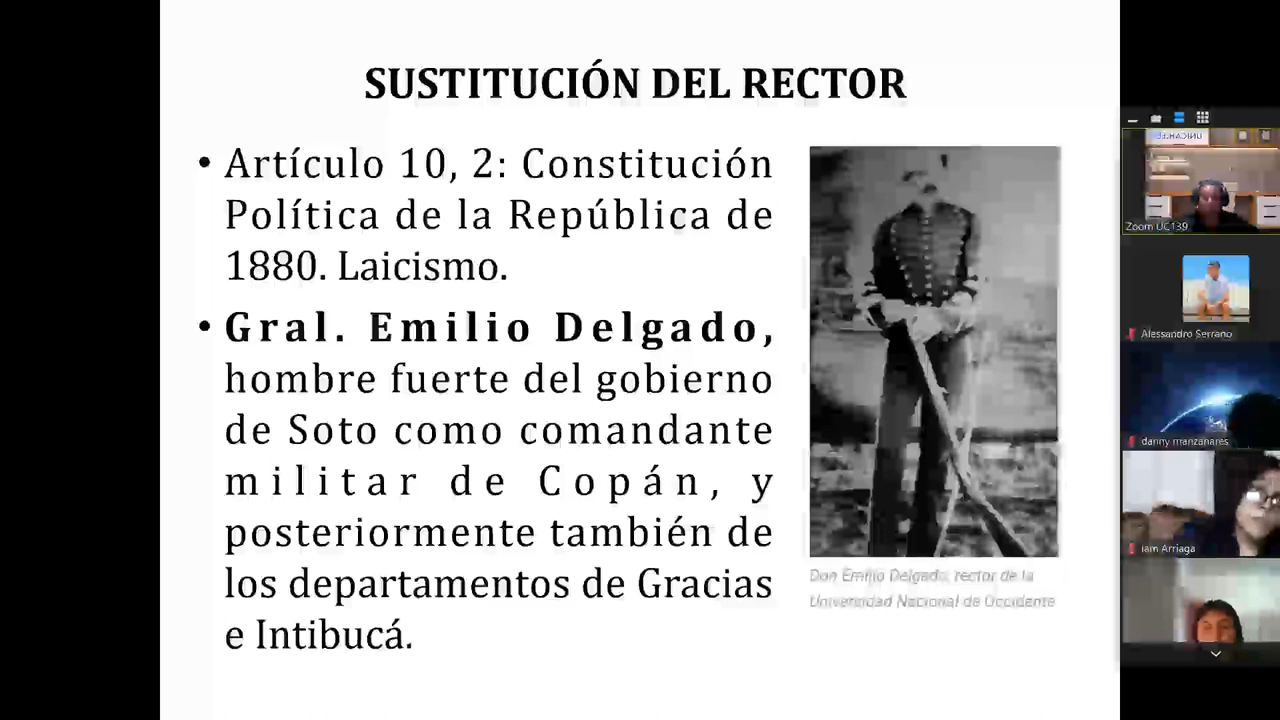 SUSTITUCIÓN DEL RECTOR
• Artículo 10, 2: Constitución
Política de la República de
1880. Laicismo.
• Gral. Emilio Delgado,
hombre fuerte del gobierno
de Soto como comandante
militar de Copán, y
posteriormente también de
los departamentos de Gracias
e Intibucá.
Don Emilio Delgado, rector de la
Universidad Nacional de Occidente
Zoom UC139
Alessandro Serrano
danny manzanares
iam Arriaga